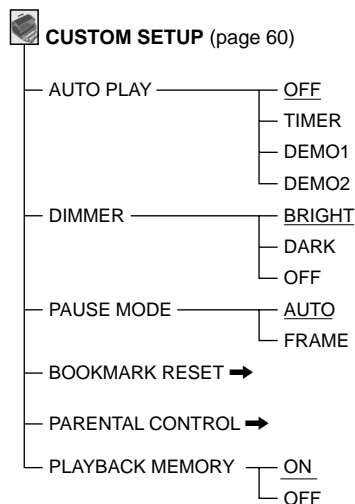 CUSTOM SETUP (page 60)
AUTO PLAY OFF
TIMER
DEMO1
DEMO2
DIMMER BRIGHT
DARK
OFF
PAUSE MODE AUTO
FRAME
BOOKMARK RESET ➡
PARENTAL CONTROL ➡
PLAYBACK MEMORY ON
OFF